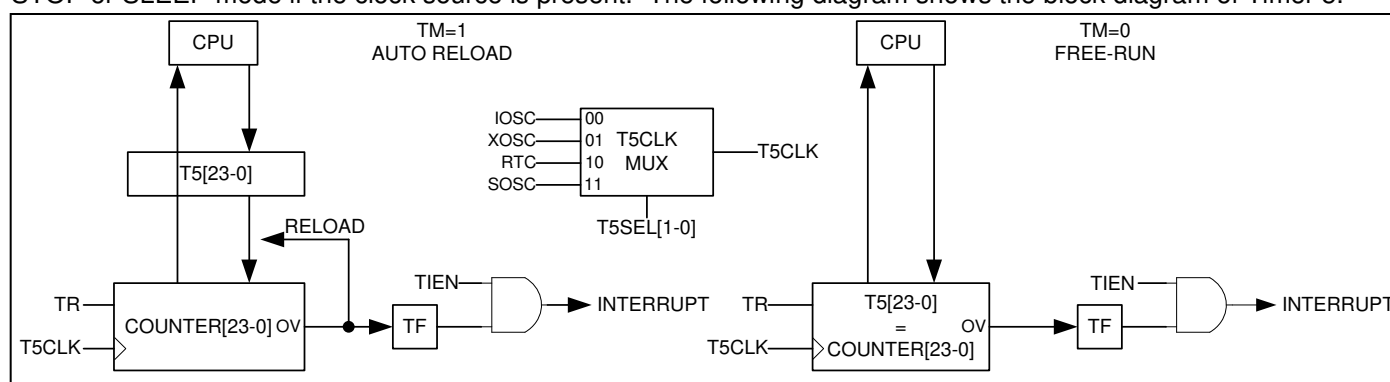 STOP or SLEEP mode if the clock source is present. The following diagram shows the block diagram of Timer 5.
CPU
TM=1
AUTO RELOAD
CPU
TM=0
FREE-RUN
IOSC
00
XOSC
01
RTC
10
SOSC
11
T5CLK
MUX
T5CLK
T5SEL[1-0]
T5[23-0]
RELOAD
TR
COUNTER[23-0]
OV
T5CLK
TF
TIEN
INTERRUPT
TR
T5[23-0]
=
COUNTER[23-0]
OV
T5CLK
TF
TIEN
INTERRUPT